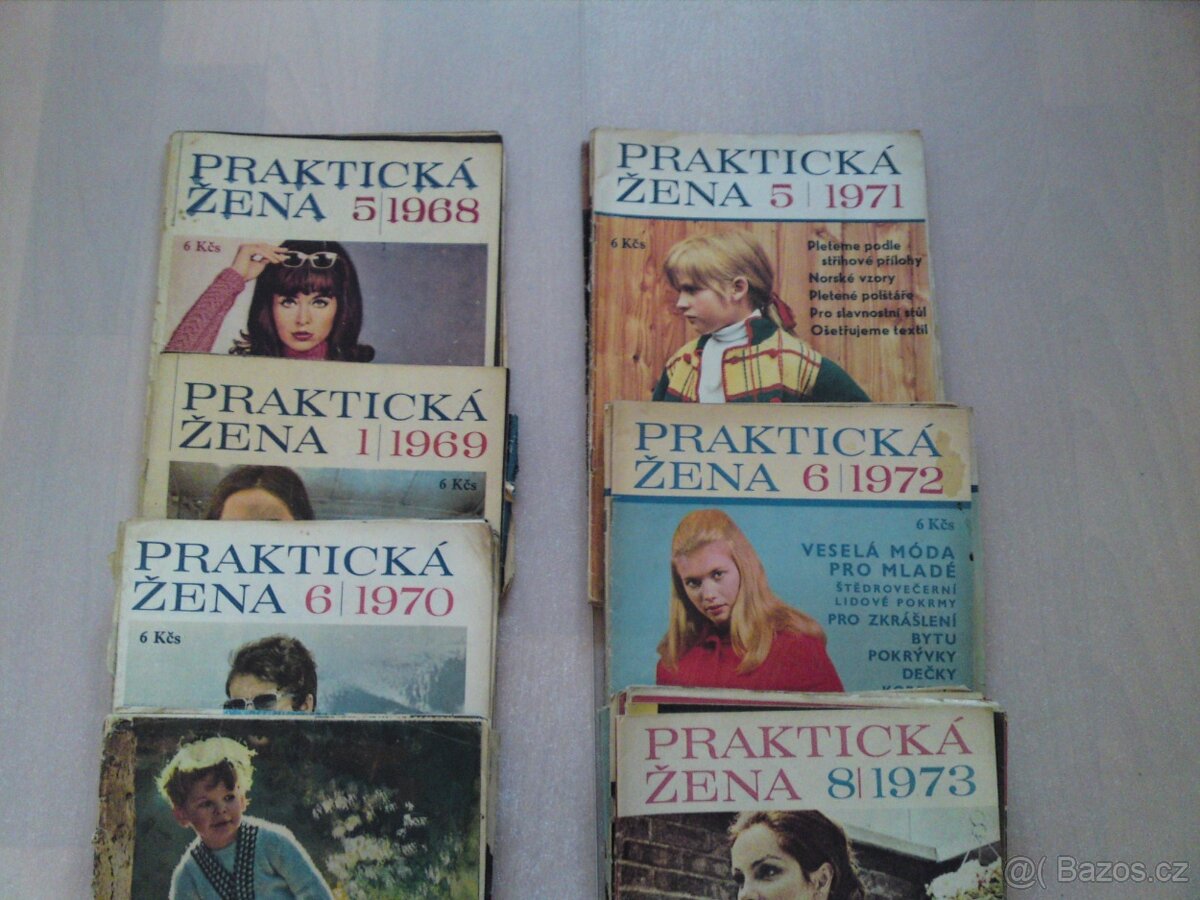 PRAKTICKÁ
ŽENA 5|1968
6 Kčs
PRAKTICKÁ
ŽENA 1|1969
6 Kčs
PRAKTICKÁ
ŽENA 6|1970
6 Kčs
PRAKTICKÁ
ŽENA 5|1971
6 Kčs
Pleteme podle
střihové přílohy
Norské vzory
Pletené polštáře
Pro slavnostní stůl
Ošetřujeme textil
PRAKTICKÁ
ŽENA 6|1972
6 Kčs
VESELÁ MÓDA
PRO MLADÉ
ŠTĚDROVEČERNÍ
LIDOVÉ POKRMY
PRO ZKRÁŠLENÍ
BYTU
POKRÝVKY
DEČKY
PRAKTICKÁ
ŽENA 8|1973
@( Bazos.cz